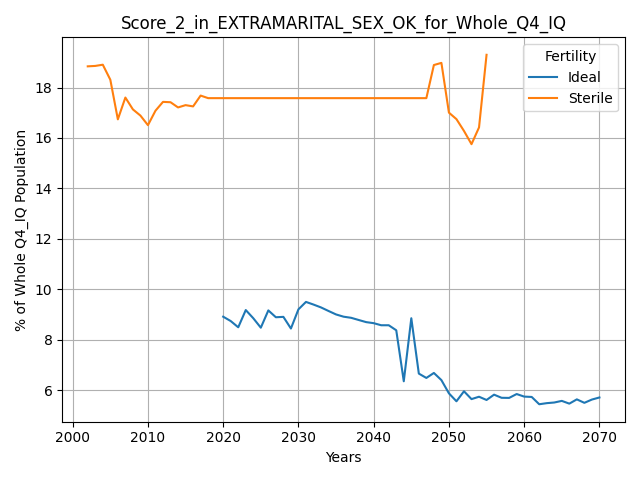 Score_2_in_EXTRAMARITAL_SEX_OK_for_Whole_Q4_IQ
Fertility
Ideal
Sterile
% of Whole Q4_IQ Population
18
16
14
12
10
8
6
2000 2010 2020 2030 2040 2050 2060 2070
Years